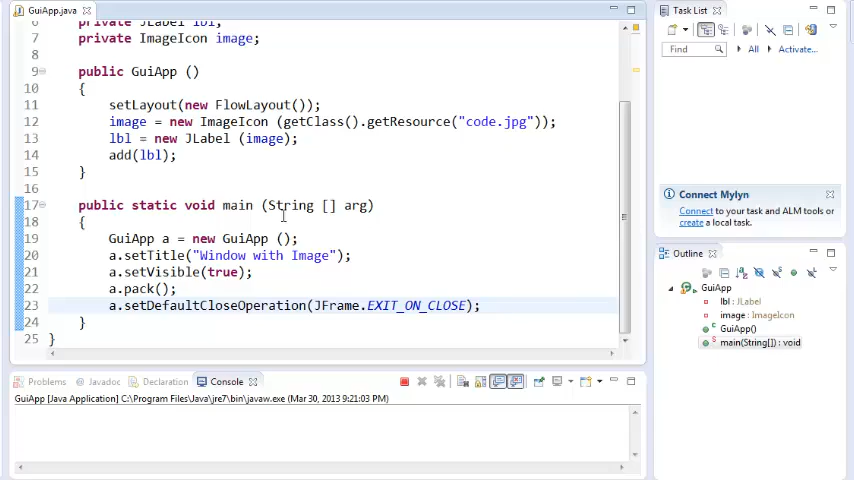 GuiApp.java
6 private JLabel lbl;
7 private ImageIcon image;
8
9 public GuiApp ()
10 {
11 setLayout(new FlowLayout());
12 image = new ImageIcon (getClass().getResource("code.jpg"));
13 lbl = new JLabel (image);
14 add(lbl);
15 }
16
17 public static void main (String [] arg)
18 {
19 GuiApp a = new GuiApp ();
20 a.setTitle("Window with Image");
21 a.setVisible(true);
22 a.pack();
23 a.setDefaultCloseOperation(JFrame.EXIT_ON_CLOSE);
24 }
25 }
Problems Javadoc Declaration Console
GuiApp [Java Application] C:\Program Files\Java\jre7\bin\javaw.exe (Mar 30, 2013 9:21:03 PM)
Task List
Find All Activate...
Connect Mylyn
Connect to your task and ALM tools or
create a local task.
Outline
GuiApp
lbl : JLabel
image : ImageIcon
GuiApp()
main(String[]) : void